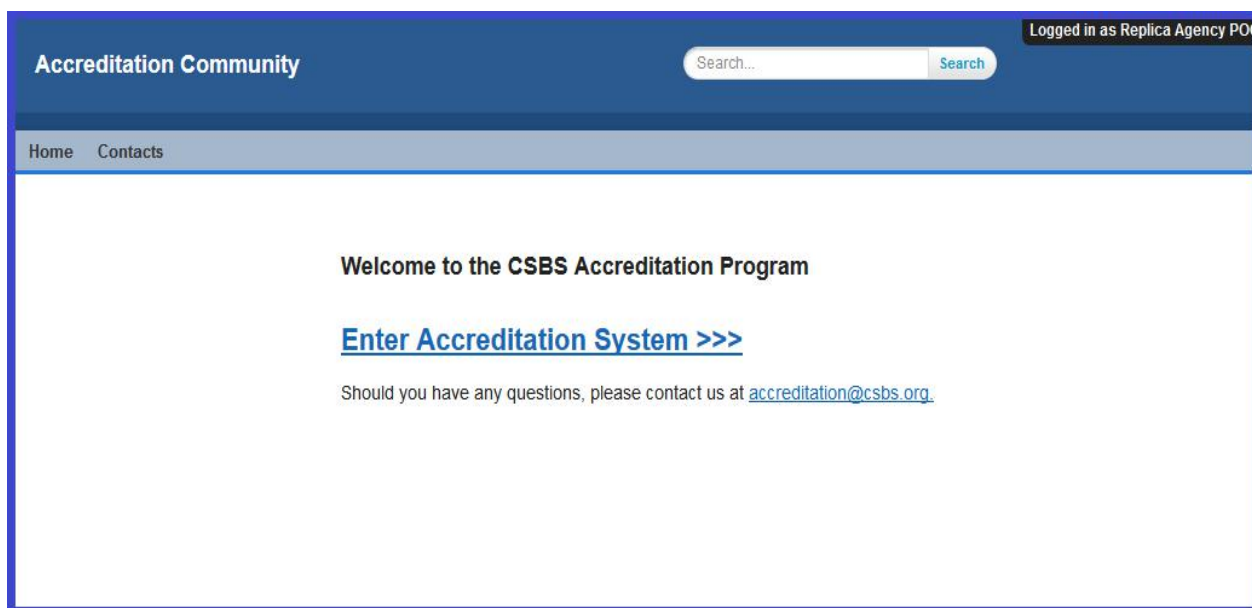 Logged in as Replica Agency PO
Accreditation Community
Search...
Search
Home Contacts
Welcome to the CSBS Accreditation Program
Enter Accreditation System >>>
Should you have any questions, please contact us at accreditation@csbs.org.